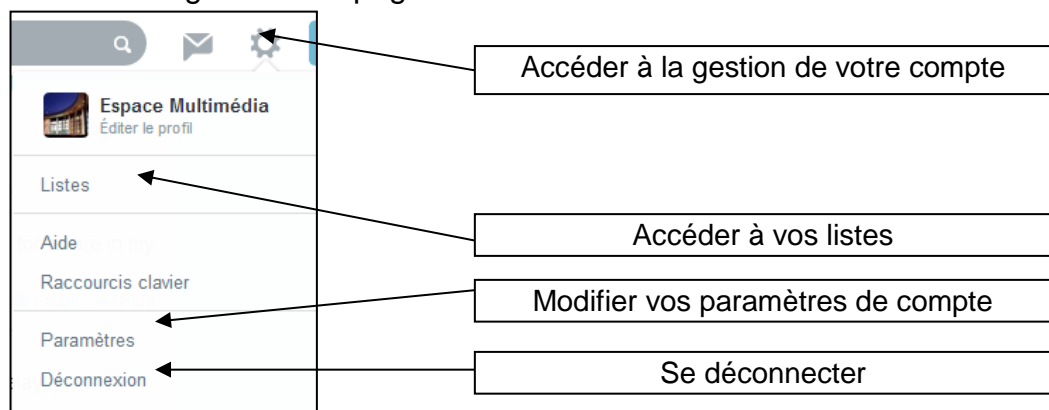 Accéder à la gestion de votre compte
Espace Multimédia
Éditer le profil
Listes
Accéder à vos listes
Aide
Raccourcis clavier
Modifier vos paramètres de compte
Paramètres
Déconnexion
Se déconnecter